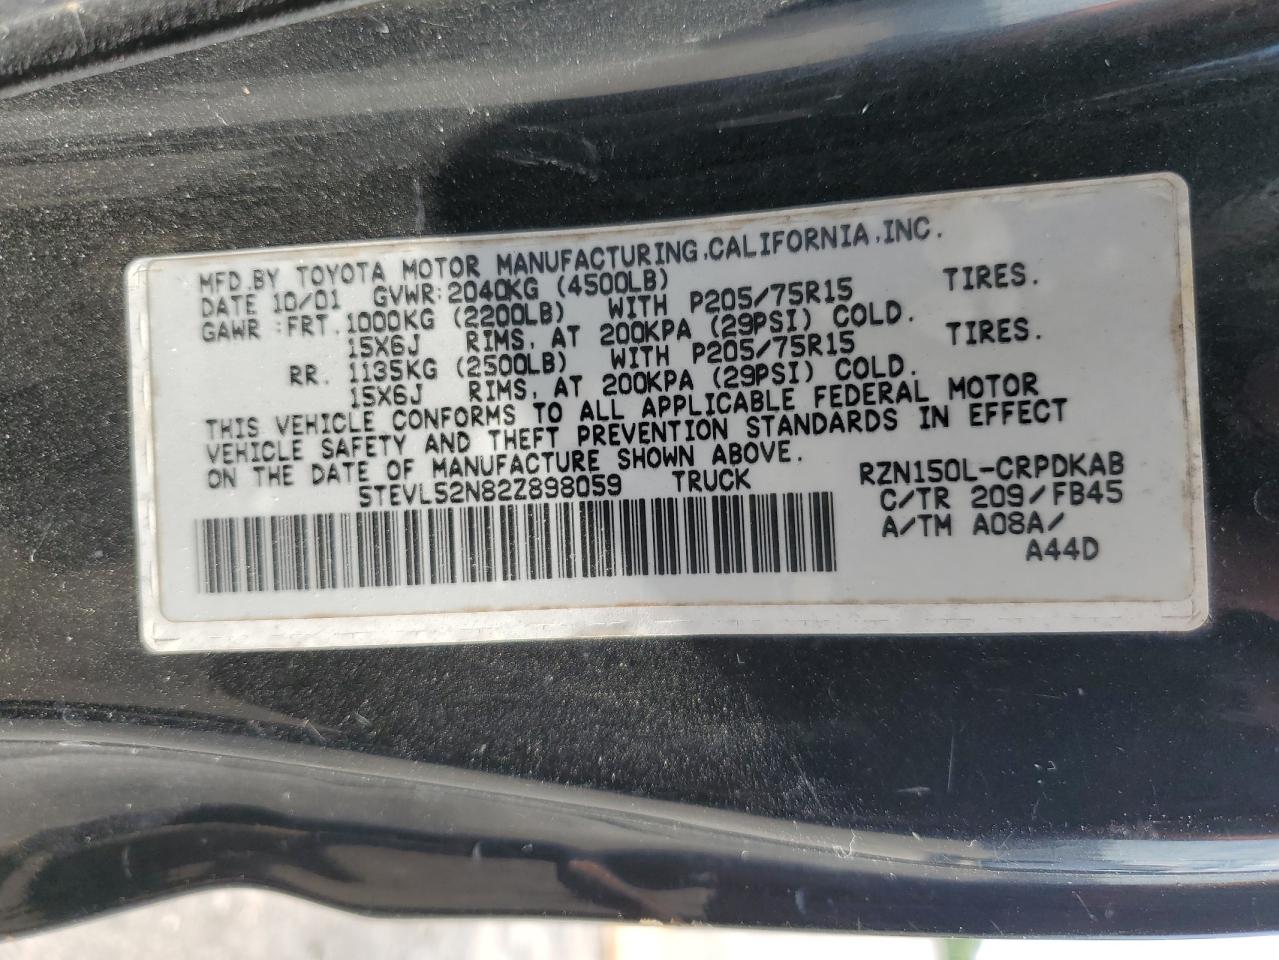 MFD.BY TOYOTA MOTOR MANUFACTURING,CALIFORNIA,INC.
DATE 10/01 GVWR:2040KG (4500LB)
GAWR:FRT. 1000KG (2200LB) WITH P205/75R15 TIRES.
15X6J RIMS, AT 200KPA (29PSI) COLD.
RR. 1135KG (2500LB) WITH P205/75R15 TIRES.
15X6J RIMS, AT 200KPA (29PSI) COLD.
THIS VEHICLE CONFORMS TO ALL APPLICABLE FEDERAL MOTOR
VEHICLE SAFETY AND THEFT PREVENTION STANDARDS IN EFFECT
ON THE DATE OF MANUFACTURE SHOWN ABOVE.
5TEVL52N82Z898059 TRUCK
RZN150L-CRPDKAB
C/TR 209/FB45
A/TM A08A/
A44D